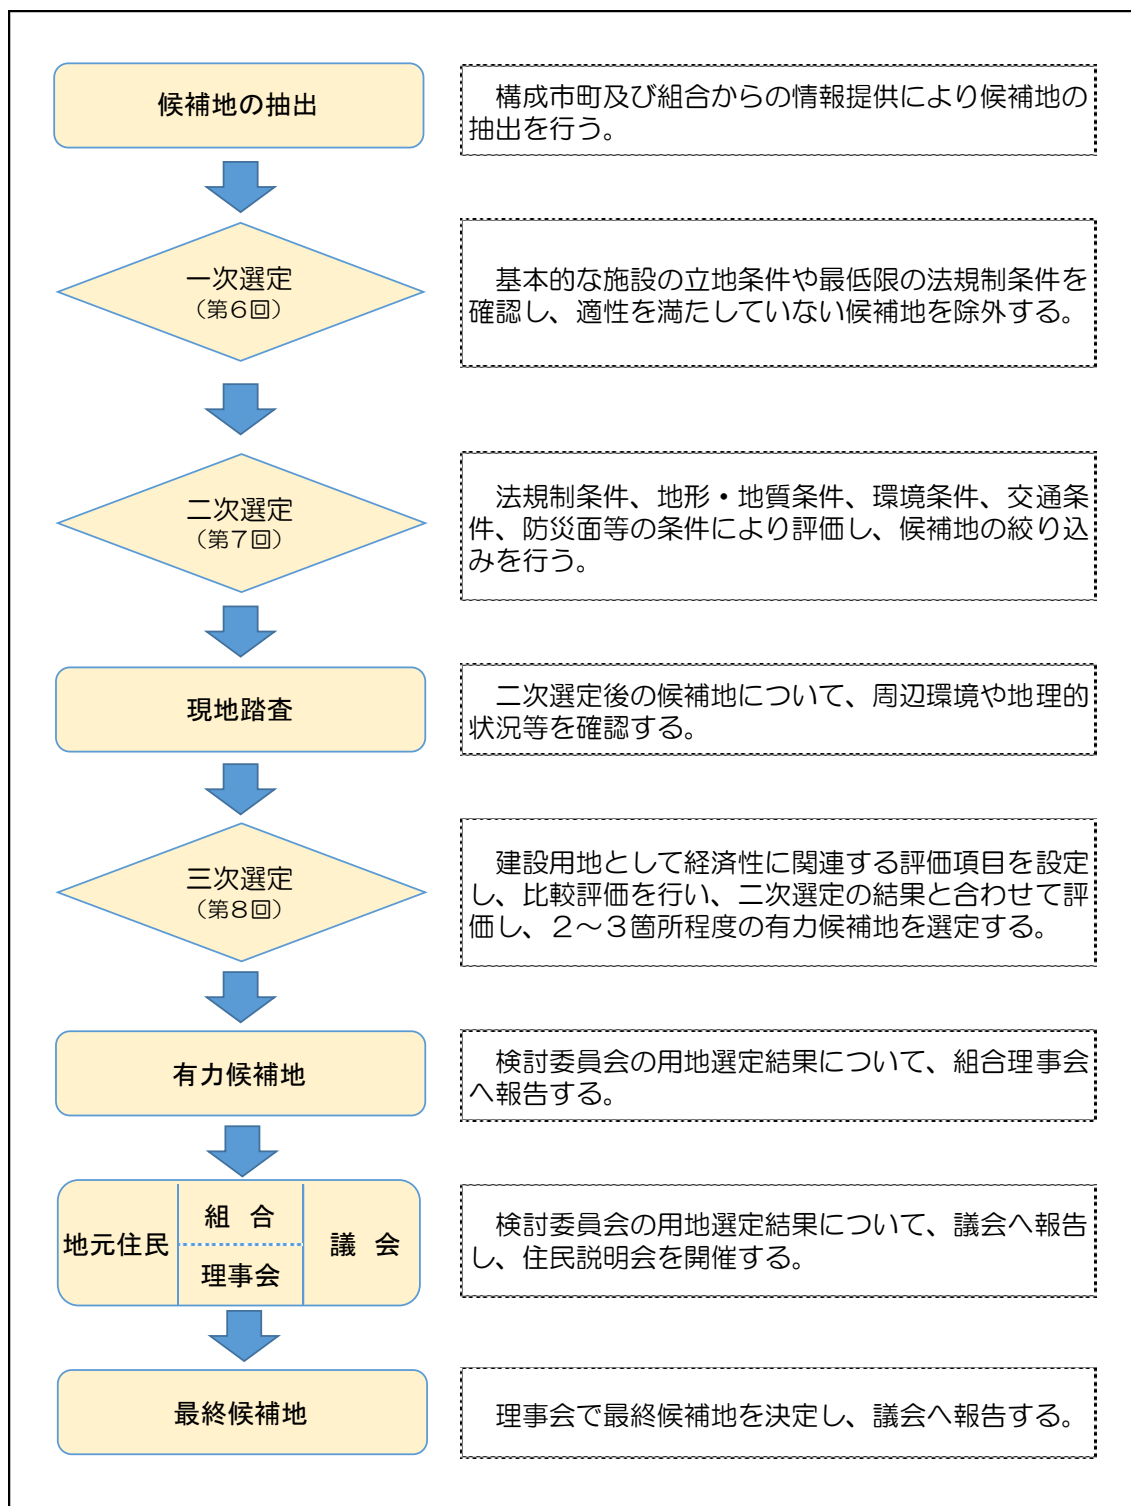 候補地の抽出
　構成市町及び組合からの情報提供により候補地の
抽出を行う。
一次選定
（第６回）
　基本的な施設の立地条件や最低限の法規制条件を
確認し、適性を満たしていない候補地を除外する。
二次選定
（第７回）
　法規制条件、地形・地質条件、環境条件、交通条
件、防災面等の条件により評価し、候補地の絞り込
みを行う。
現地踏査
　二次選定後の候補地について、周辺環境や地理的
状況等を確認する。
三次選定
（第８回）
　建設用地として経済性に関連する評価項目を設定
し、比較評価を行い、二次選定の結果と合わせて評
価し、２～３箇所程度の有力候補地を選定する。
有力候補地
　検討委員会の用地選定結果について、組合理事会
へ報告する。
地元住民
組　合
理事会
議　会
　検討委員会の用地選定結果について、議会へ報告
し、住民説明会を開催する。
最終候補地
　理事会で最終候補地を決定し、議会へ報告する。